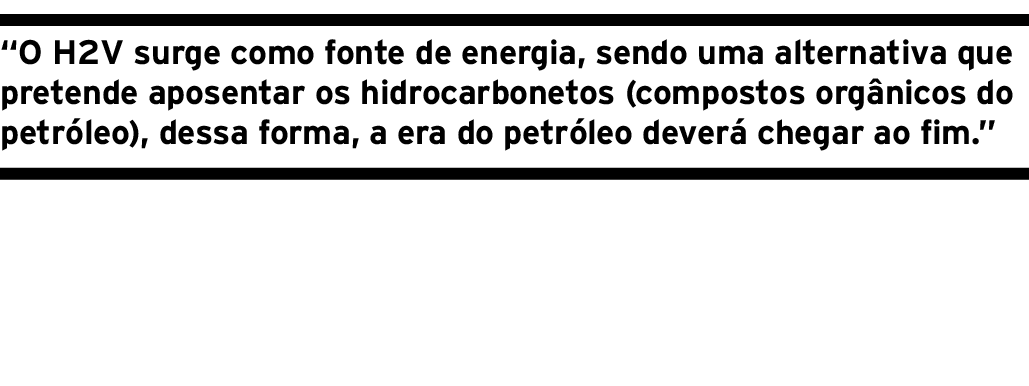 “O H2V surge como fonte de energia, sendo uma alternativa que
pretende aposentar os hidrocarbonetos (compostos orgânicos do
petróleo), dessa forma, a era do petróleo deverá chegar ao fim.”